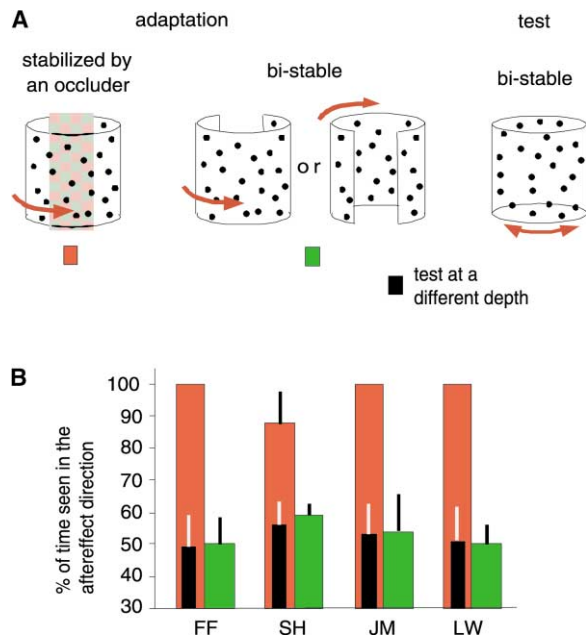 A
adaptation
test
stabilized by
an occluder
bi-stable
bi-stable
or
test at a
different depth
B
% of time seen in the
aftereffect direction
100
90
80
70
60
50
40
30
FF
SH
JM
LW